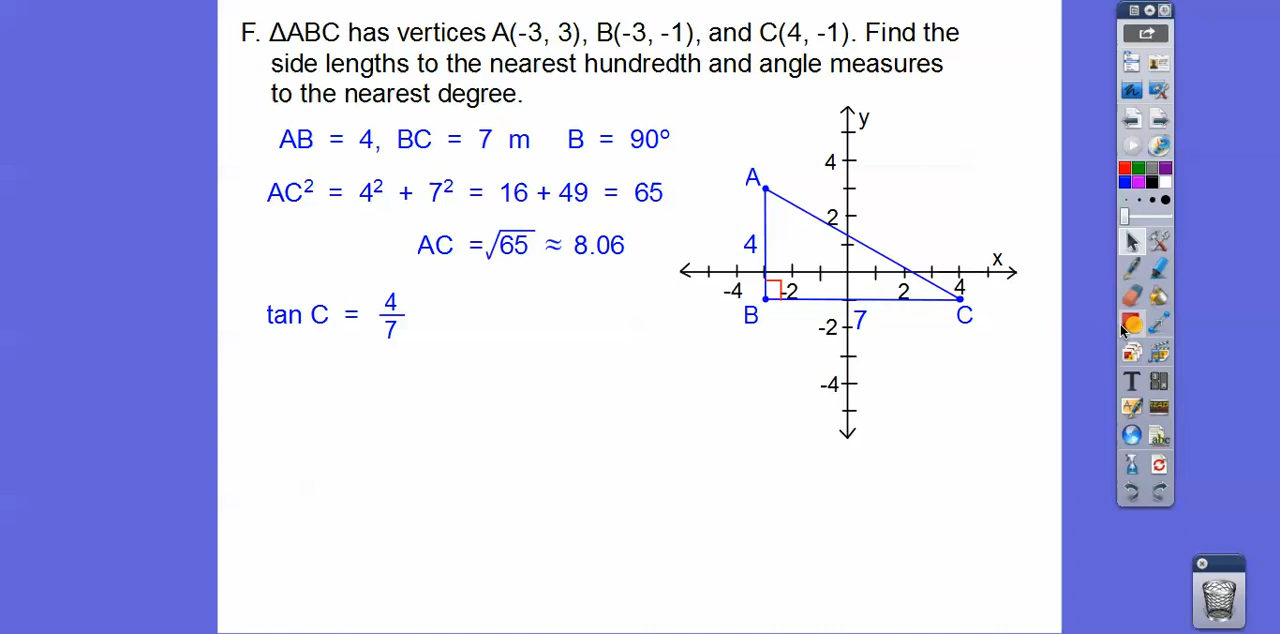 F. ΔABC has vertices A(-3, 3), B(-3, -1), and C(4, -1). Find the
side lengths to the nearest hundredth and angle measures
to the nearest degree.
AB = 4, BC = 7 m B = 90º
AC² = 4² + 7² = 16 + 49 = 65
AC = √65 ≈ 8.06
tan C = 4/7
y
4
A
2
4
x
-4
-2
2
4
B
-2
7
C
-4
T
abc